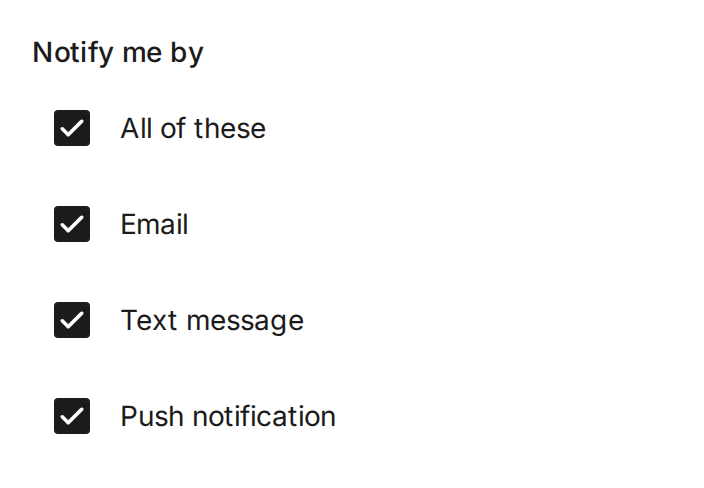 Notify me by
All of these
Email
Text message
Push notification